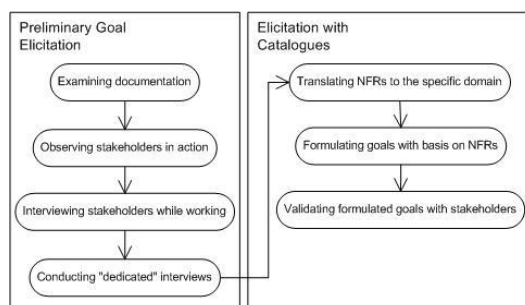 Preliminary Goal
Elicitation
Examining documentation
Observing stakeholders in action
Interviewing stakeholders while working
Conducting "dedicated" interviews
Elicitation with
Catalogues
Translating NFRs to the specific domain
Formulating goals with basis on NFRs
Validating formulated goals with stakeholders